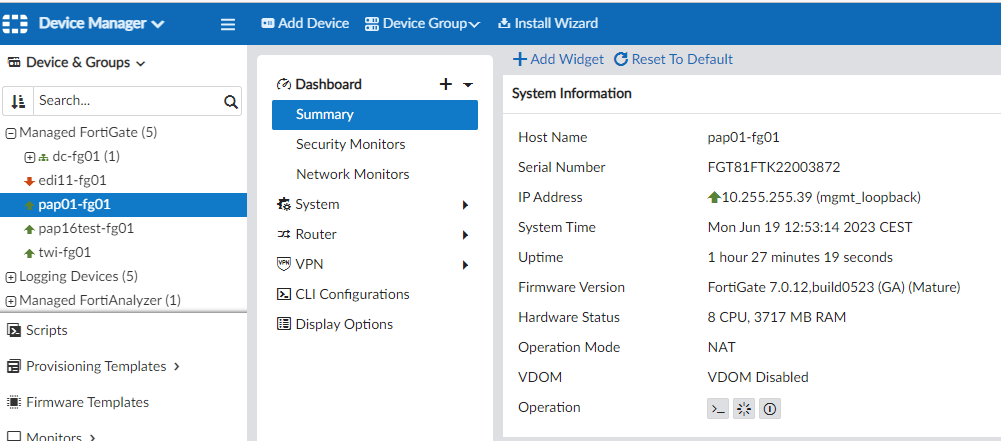 Device Manager
Add Device
Device Group
Install Wizard
Device & Groups
Search...
Managed FortiGate (5)
dc-fg01 (1)
edi11-fg01
pap01-fg01
pap16test-fg01
twi-fg01
Logging Devices (5)
Managed FortiAnalyzer (1)
Scripts
Provisioning Templates
Firmware Templates
Monitors
Dashboard
Summary
Security Monitors
Network Monitors
System
Router
VPN
CLI Configurations
Display Options
Add Widget
Reset To Default
System Information
Host Name pap01-fg01
Serial Number FGT81FTK22003872
IP Address 10.255.255.39 (mgmt_loopback)
System Time Mon Jun 19 12:53:14 2023 CEST
Uptime 1 hour 27 minutes 19 seconds
Firmware Version FortiGate 7.0.12,build0523 (GA) (Mature)
Hardware Status 8 CPU, 3717 MB RAM
Operation Mode NAT
VDOM VDOM Disabled
Operation